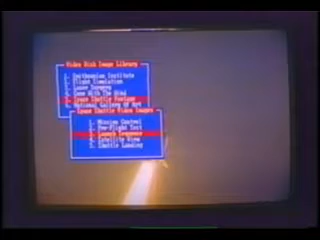 Video Disk Image Library
1. Smithsonian Institute
2. Flight Simulation
3. Laser Surgery
4. Gone With The Wind
5. Space Shuttle Footage
6. National Gallery of Art
Space Shuttle Video Images
1. Mission Control
2. Pre-Flight Test
3. Launch Sequence
4. Satellite View
5. Shuttle Landing